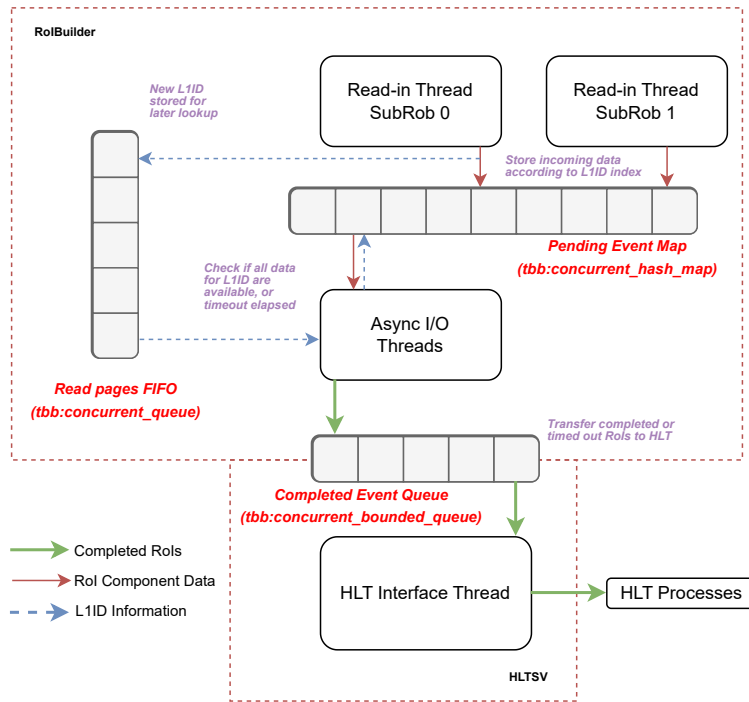 RoIBuilder
Read-in Thread
SubRob 0
Read-in Thread
SubRob 1
New L1ID
stored for
later lookup
Store incoming data
according to L1ID index
Pending Event Map
(tbb:concurrent_hash_map)
Check if all data
for L1ID are
available, or
timeout elapsed
Async I/O
Threads
Read pages FIFO
(tbb:concurrent_queue)
Transfer completed or
timed out RoIs to HLT
Completed Event Queue
(tbb:concurrent_bounded_queue)
HLT Interface Thread
HLT Processes
Completed RoIs
RoI Component Data
L1ID Information
HLTSV